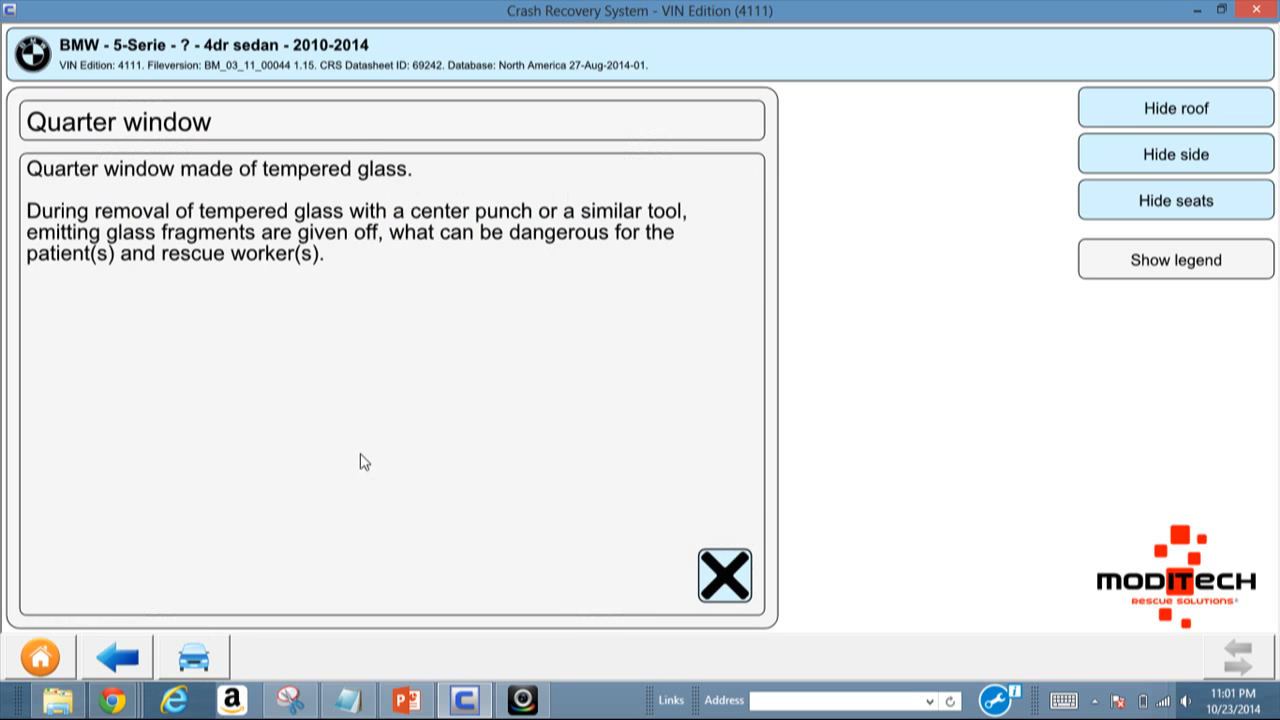 Crash Recovery System - VIN Edition (4111)
BMW - 5-Serie - ? - 4dr sedan - 2010-2014
VIN Edition: 4111. Fileversion: BM_03_11_00044 1.15. CRS Datasheet ID: 69242. Database: North America 27-Aug-2014-01.
Quarter window
Quarter window made of tempered glass.
During removal of tempered glass with a center punch or a similar tool,
emitting glass fragments are given off, what can be dangerous for the
patient(s) and rescue worker(s).
Hide roof
Hide side
Hide seats
Show legend
MODITECH
RESCUE SOLUTIONS
Links
Address
11:01 PM
10/23/2014